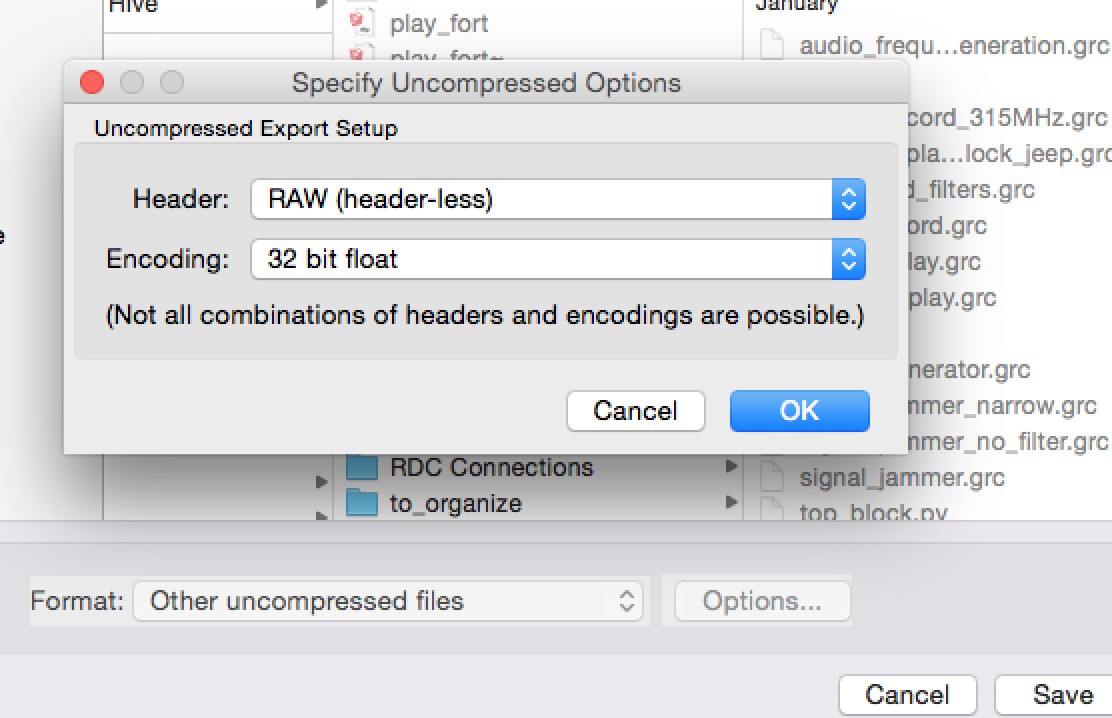 Hive
play_fort
play_fort~
January
audio_frequ...eneration.grc
Specify Uncompressed Options
Uncompressed Export Setup
Header: RAW (header-less)
Encoding: 32 bit float
(Not all combinations of headers and encodings are possible.)
Cancel OK
cord_315MHz.grc
pla...lock_jeep.grc
d_filters.grc
ord.grc
lay.grc
play.grc
nerator.grc
mmer_narrow.grc
mmer_no_filter.grc
signal_jammer.grc
top_block.py
e
RDC Connections
to_organize
Format: Other uncompressed files Options...
Cancel Save